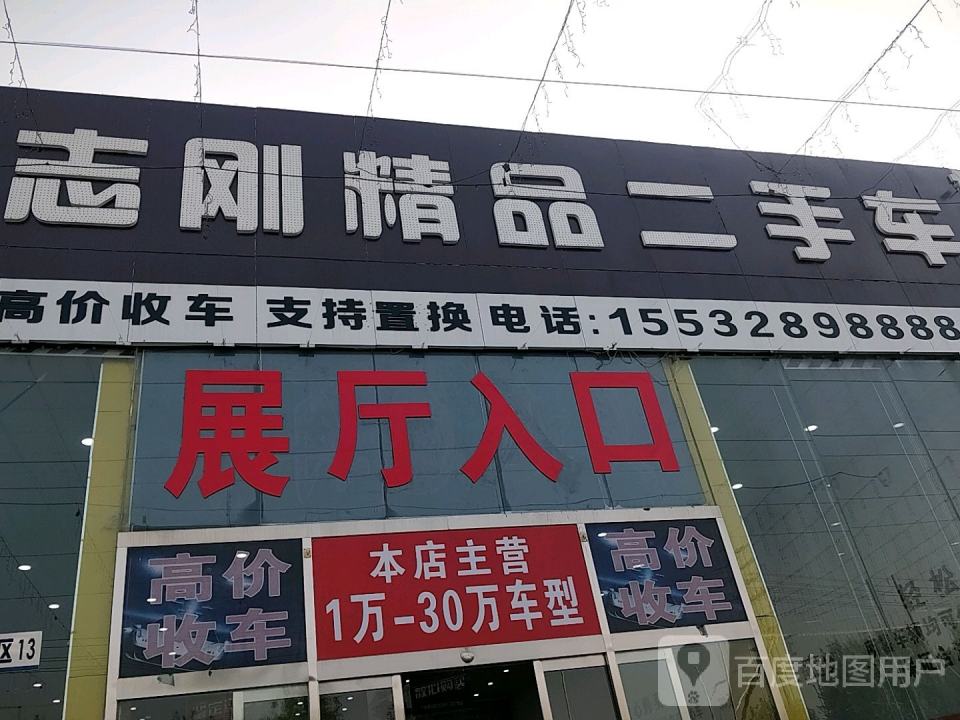 志刚精品二手车
高价收车 支持置换 电话:15532898888
展厅入口
高价
收车
本店主营
1万-30万车型
高价
收车
区13
轻松
百度地图用户